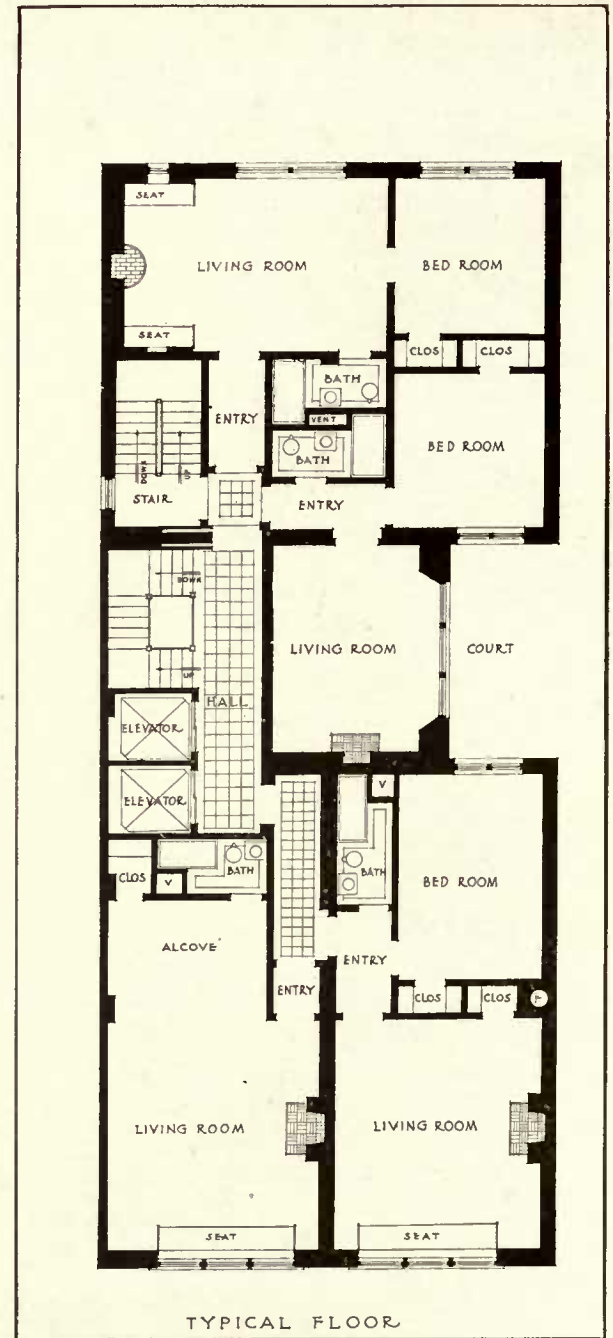 SEAT
LIVING ROOM
BED ROOM
SEAT
CLOS
CLOS
BATH
ENTRY
VENT
BED ROOM
BATH
DOWN
UP
STAIR
ENTRY
DOWN
LIVING ROOM
COURT
UP
HALL
ELEVATOR
ELEVATOR
V
CLOS
V
BATH
BATH
BED ROOM
ALCOVE
ENTRY
ENTRY
CLOS
CLOS
LIVING ROOM
LIVING ROOM
SEAT
SEAT
TYPICAL FLOOR